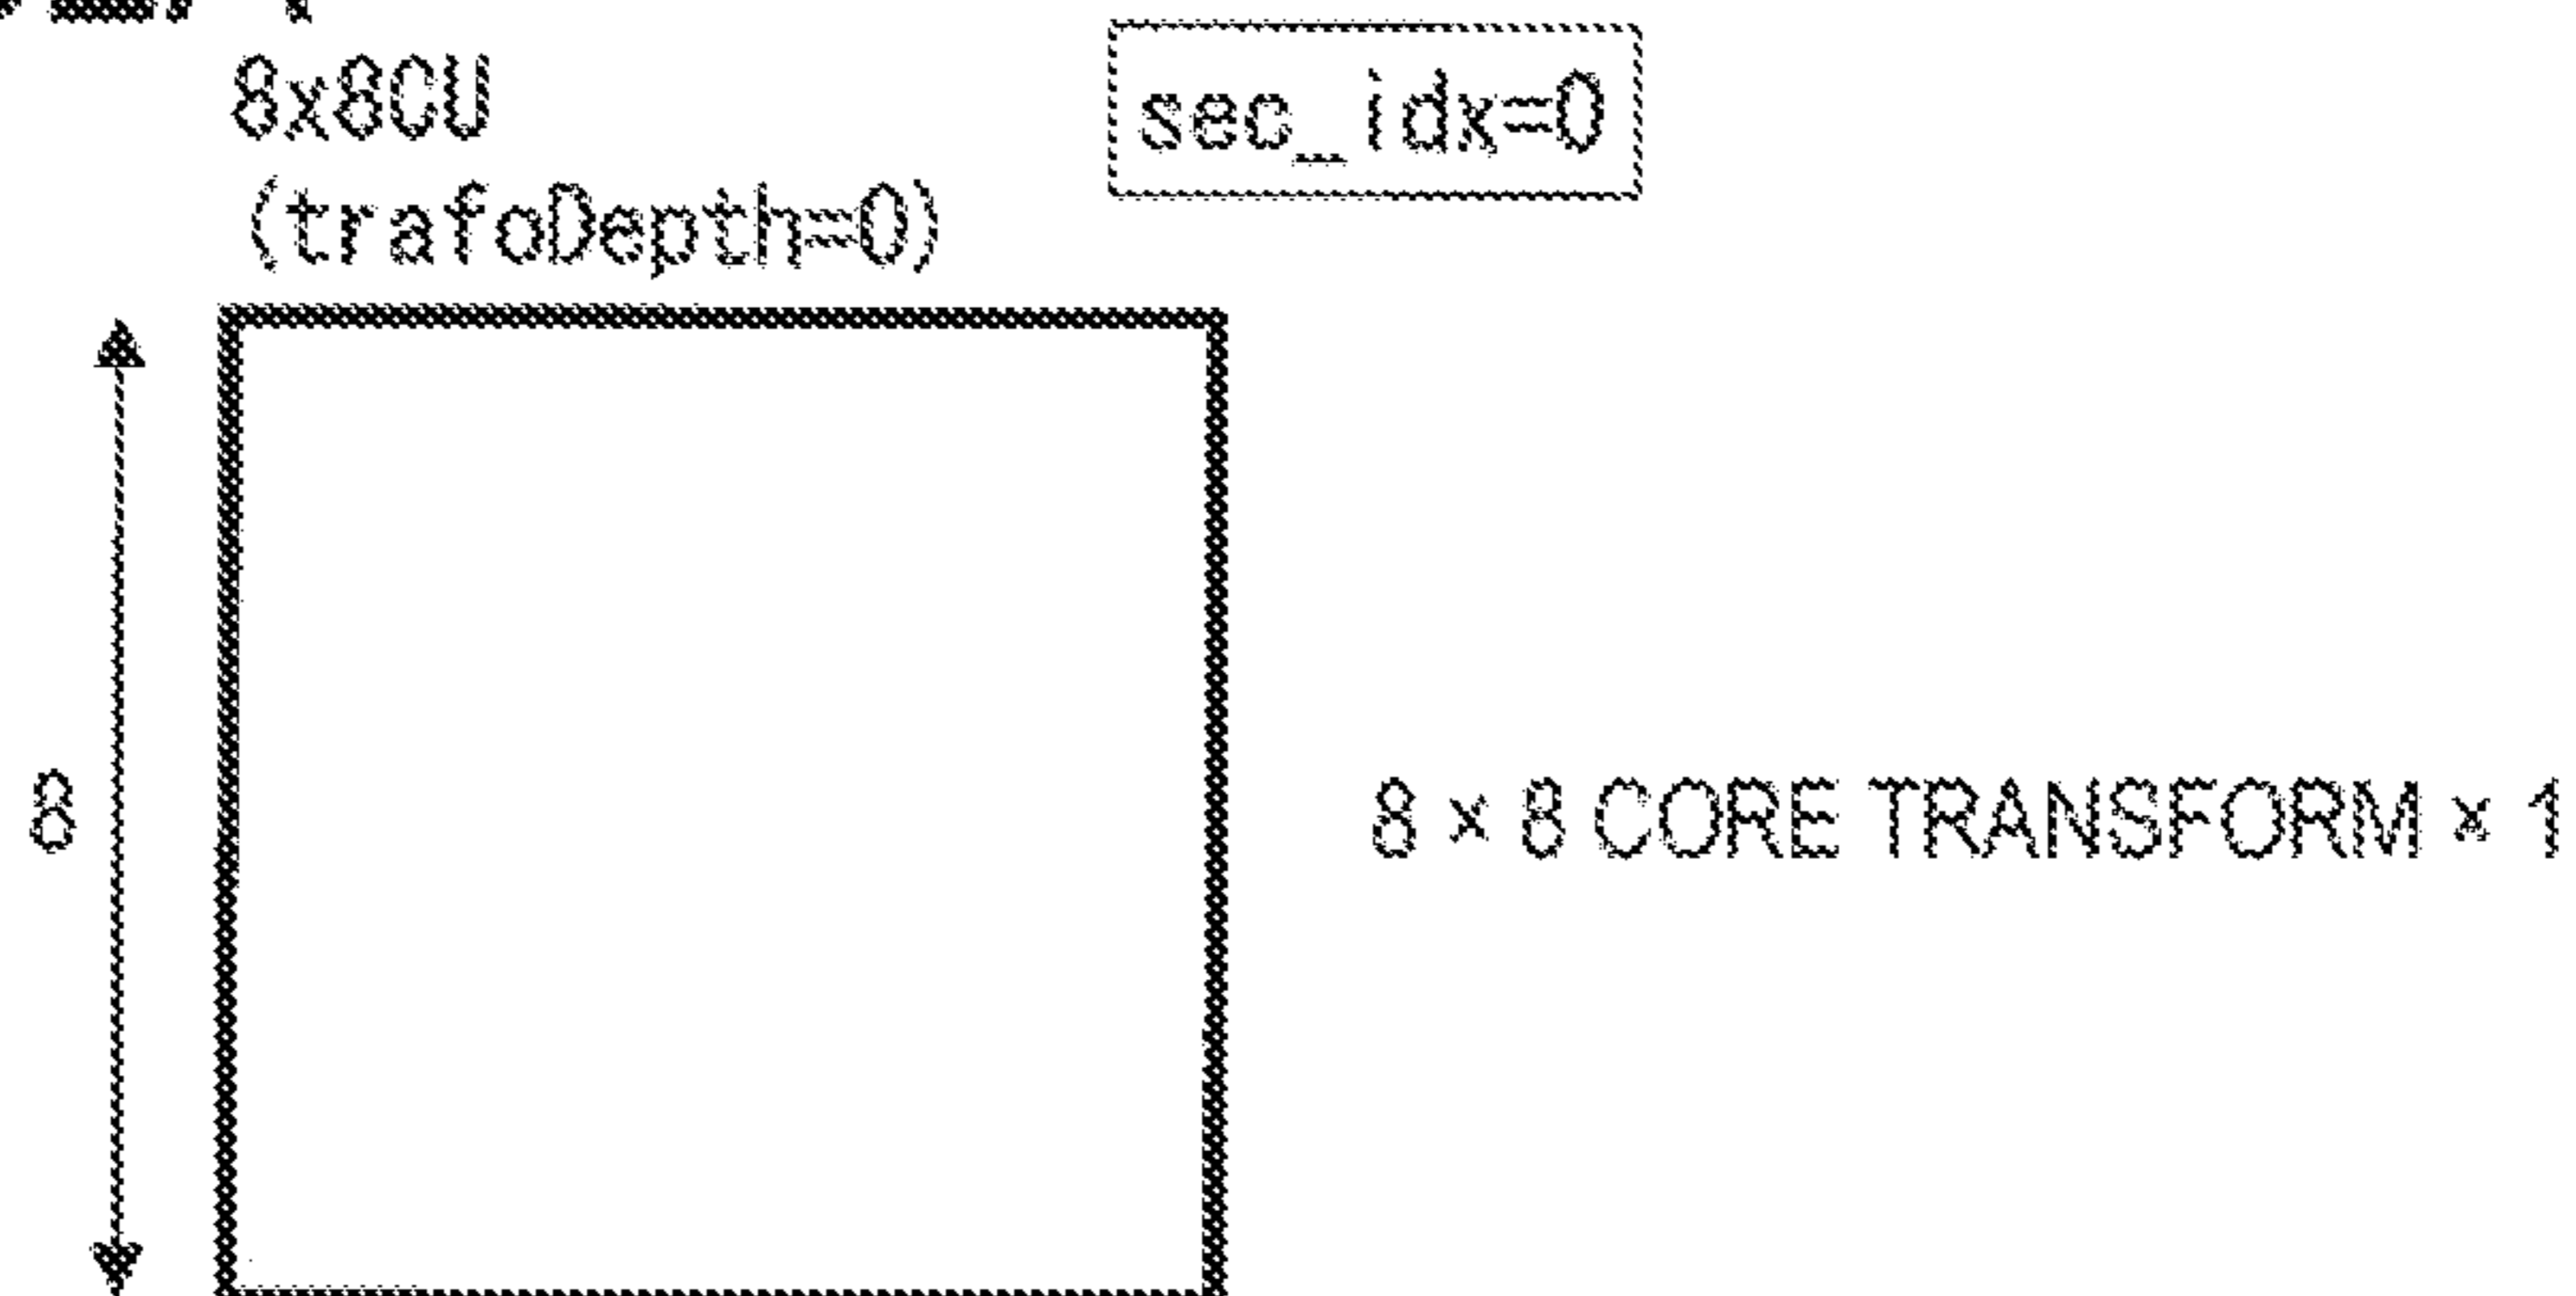 8x8CU
sec_idx=0
(trafoDepth=0)
8
8 × 8 CORE TRANSFORM × 1